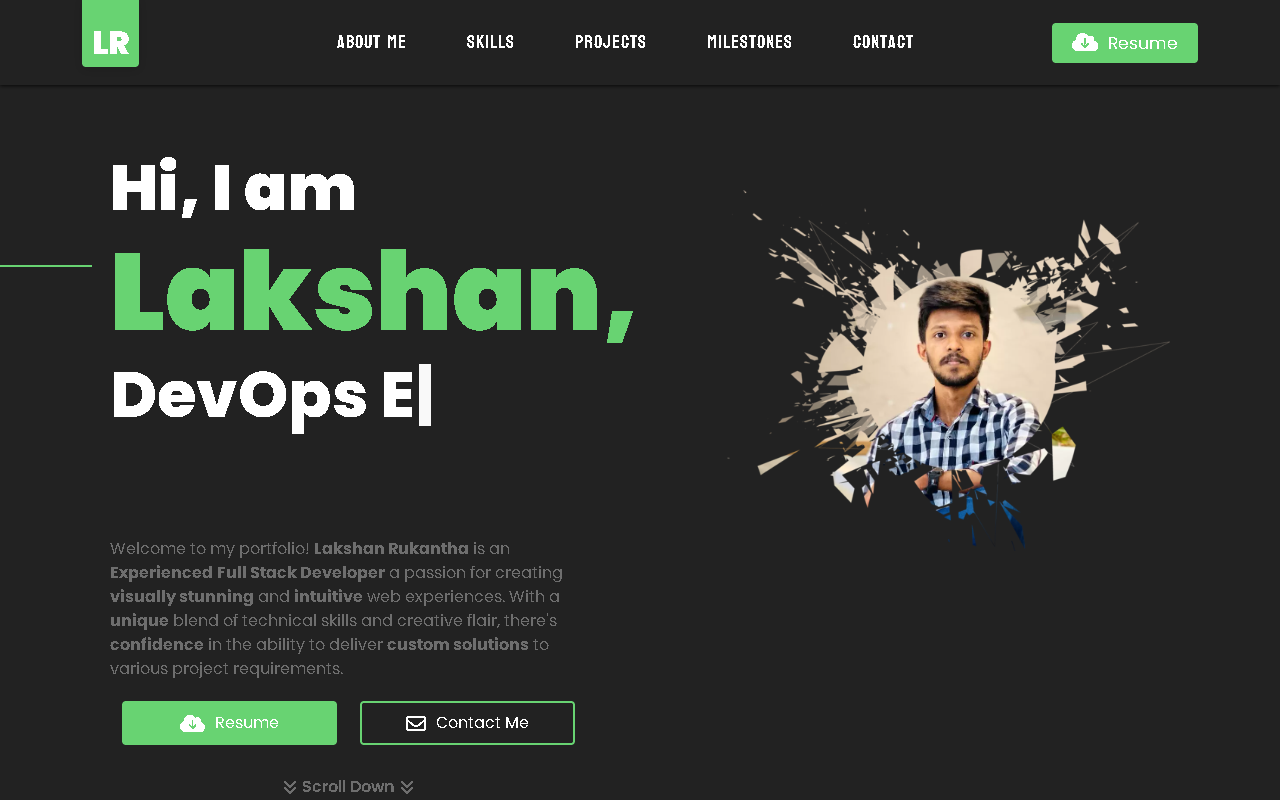 LR
ABOUT ME
SKILLS
PROJECTS
MILESTONES
CONTACT
Resume
Hi, I am
Lakshan,
DevOps E|
Welcome to my portfolio! Lakshan Rukantha is an
Experienced Full Stack Developer a passion for creating
visually stunning and intuitive web experiences. With a
unique blend of technical skills and creative flair, there's
confidence in the ability to deliver custom solutions to
various project requirements.
Resume
Contact Me
Scroll Down